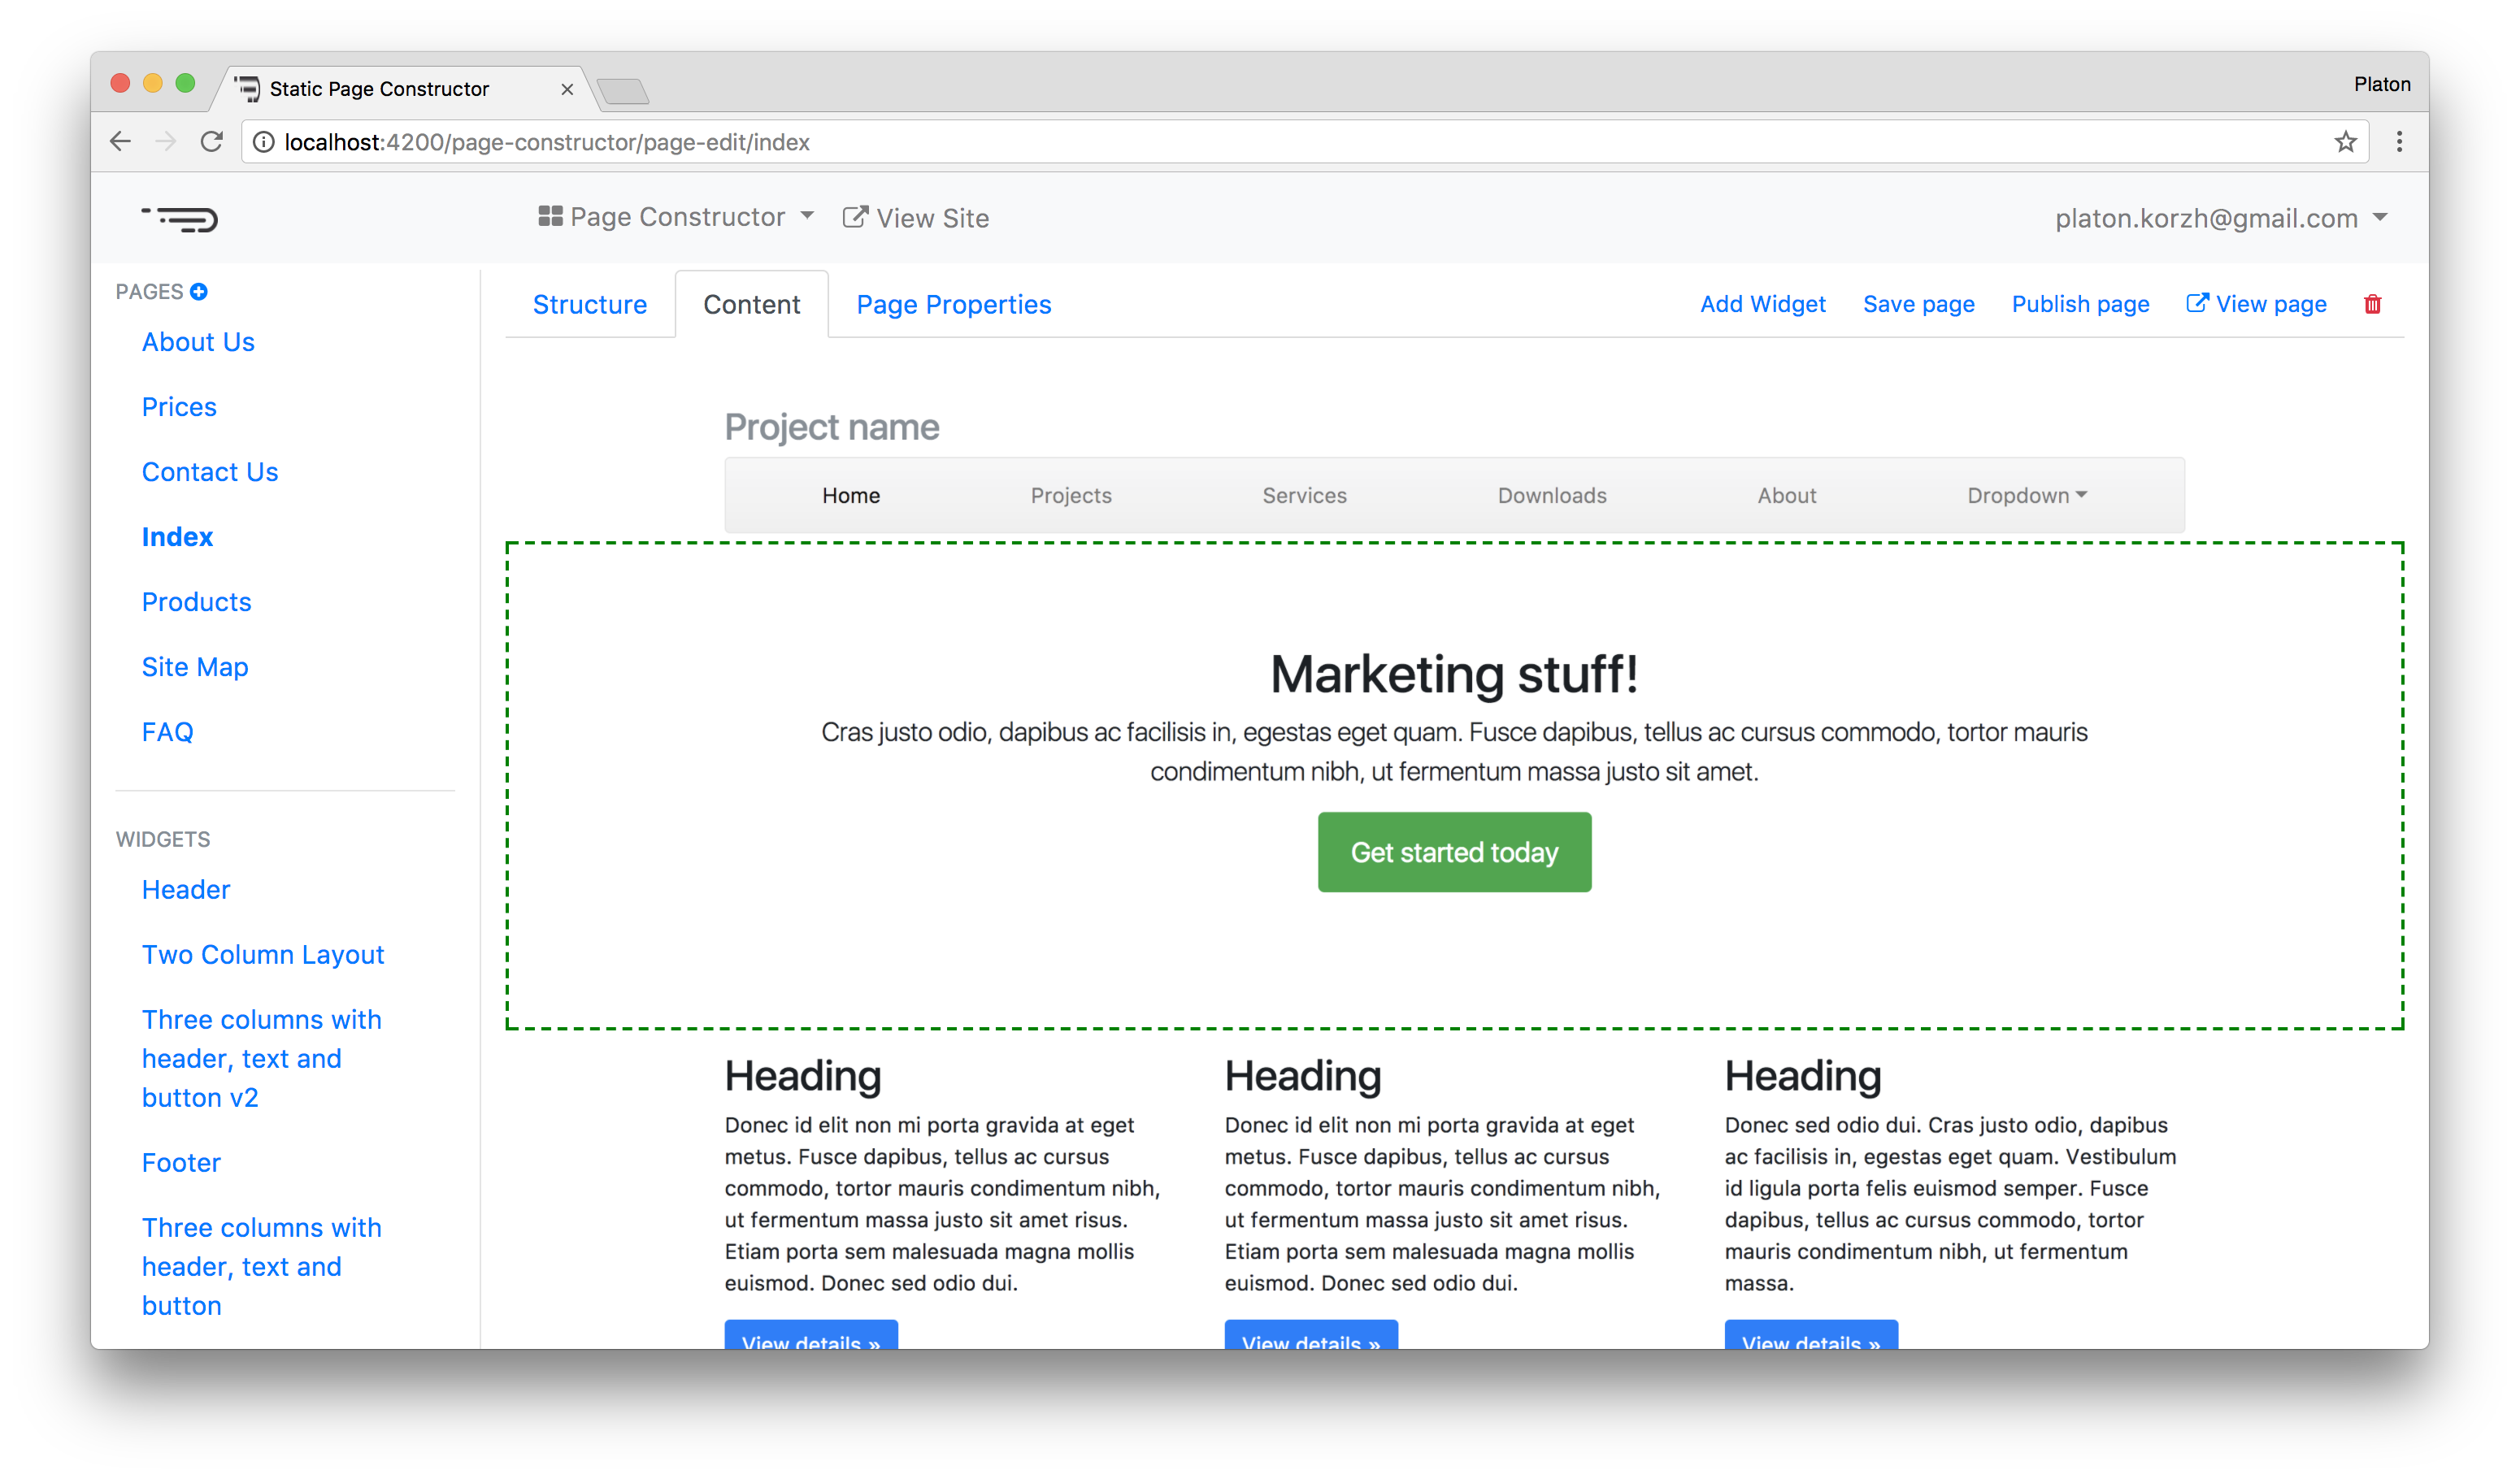 Static Page Constructor
Platon
localhost:4200/page-constructor/page-edit/index
Page Constructor
View Site
platon.korzh@gmail.com
PAGES
About Us
Prices
Contact Us
Index
Products
Site Map
FAQ
WIDGETS
Header
Two Column Layout
Three columns with
header, text and
button v2
Footer
Three columns with
header, text and
button
Structure
Content
Page Properties
Add Widget
Save page
Publish page
View page
Project name
Home
Projects
Services
Downloads
About
Dropdown
Marketing stuff!
Cras justo odio, dapibus ac facilisis in, egestas eget quam. Fusce dapibus, tellus ac cursus commodo, tortor mauris
condimentum nibh, ut fermentum massa justo sit amet.
Get started today
Heading
Donec id elit non mi porta gravida at eget
metus. Fusce dapibus, tellus ac cursus
commodo, tortor mauris condimentum nibh,
ut fermentum massa justo sit amet risus.
Etiam porta sem malesuada magna mollis
euismod. Donec sed odio dui.
View details »
Heading
Donec id elit non mi porta gravida at eget
metus. Fusce dapibus, tellus ac cursus
commodo, tortor mauris condimentum nibh,
ut fermentum massa justo sit amet risus.
Etiam porta sem malesuada magna mollis
euismod. Donec sed odio dui.
View details »
Heading
Donec sed odio dui. Cras justo odio, dapibus
ac facilisis in, egestas eget quam. Vestibulum
id ligula porta felis euismod semper. Fusce
dapibus, tellus ac cursus commodo, tortor
mauris condimentum nibh, ut fermentum
massa.
View details »